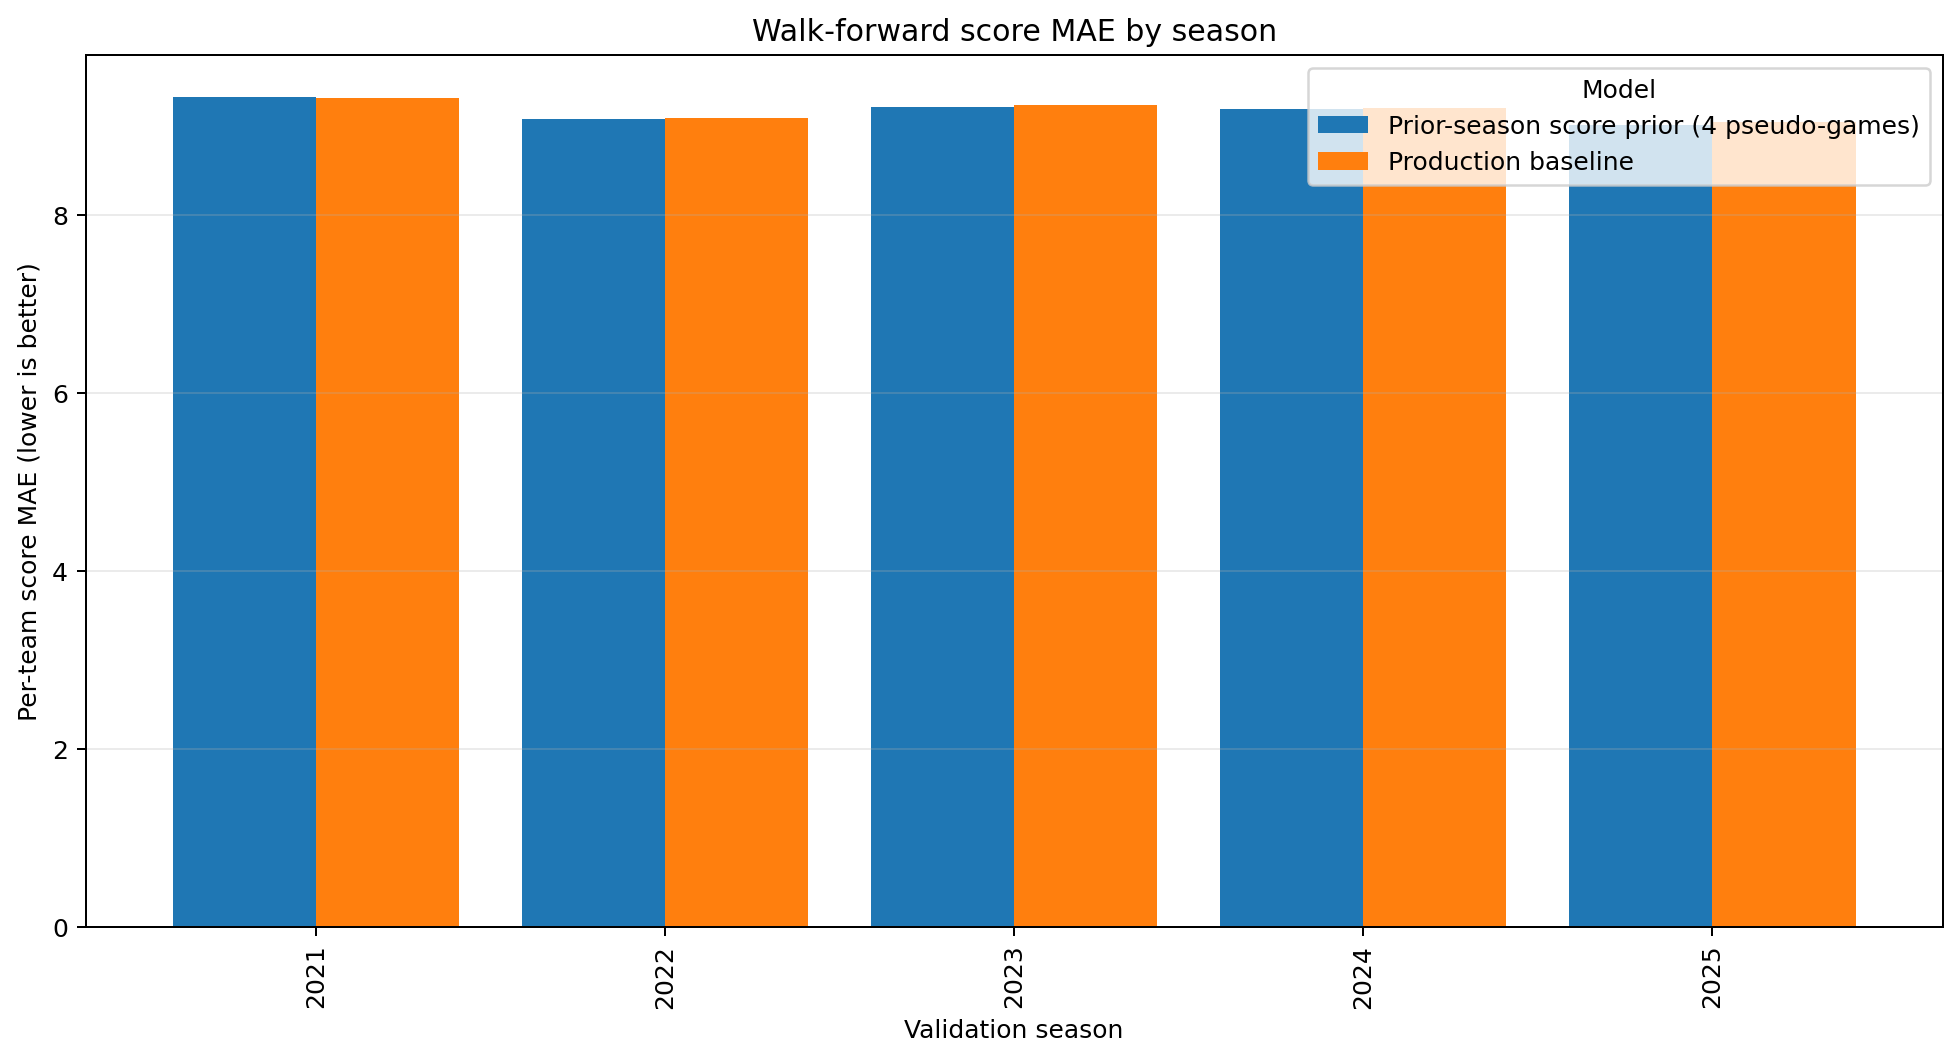 Walk-forward score MAE by season
Model
Prior-season score prior (4 pseudo-games)
Production baseline
Per-team score MAE (lower is better)
8
6
4
2
0
2021
2022
2023
2024
2025
Validation season